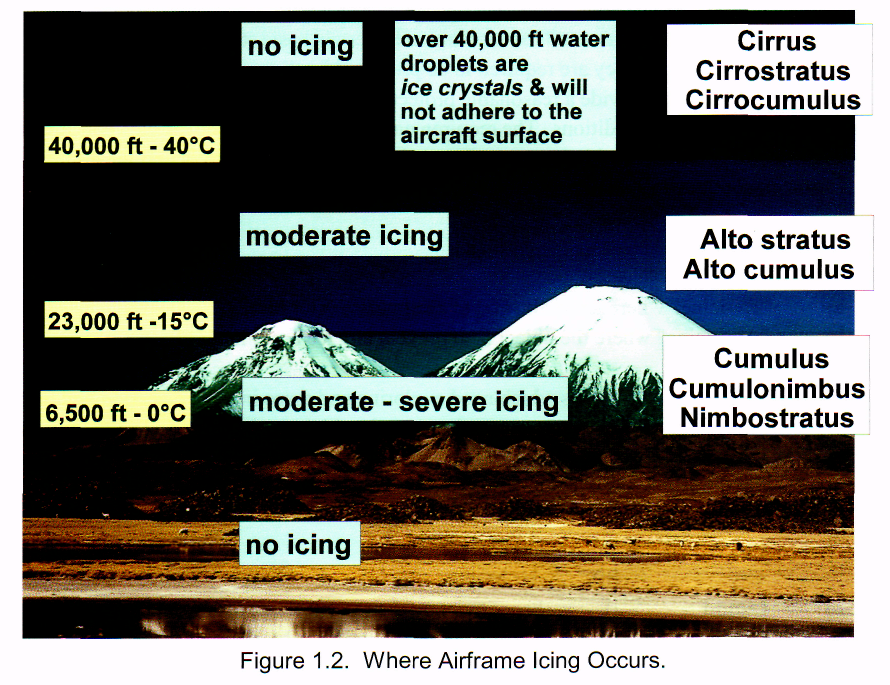 no icing
over 40,000 ft water
droplets are
ice crystals & will
not adhere to the
aircraft surface
Cirrus
Cirrostratus
Cirrocumulus
40,000 ft - 40°C
moderate icing
Alto stratus
Alto cumulus
23,000 ft -15°C
Cumulus
Cumulonimbus
Nimbostratus
6,500 ft - 0°C
moderate - severe icing
no icing
Figure 1.2. Where Airframe Icing Occurs.